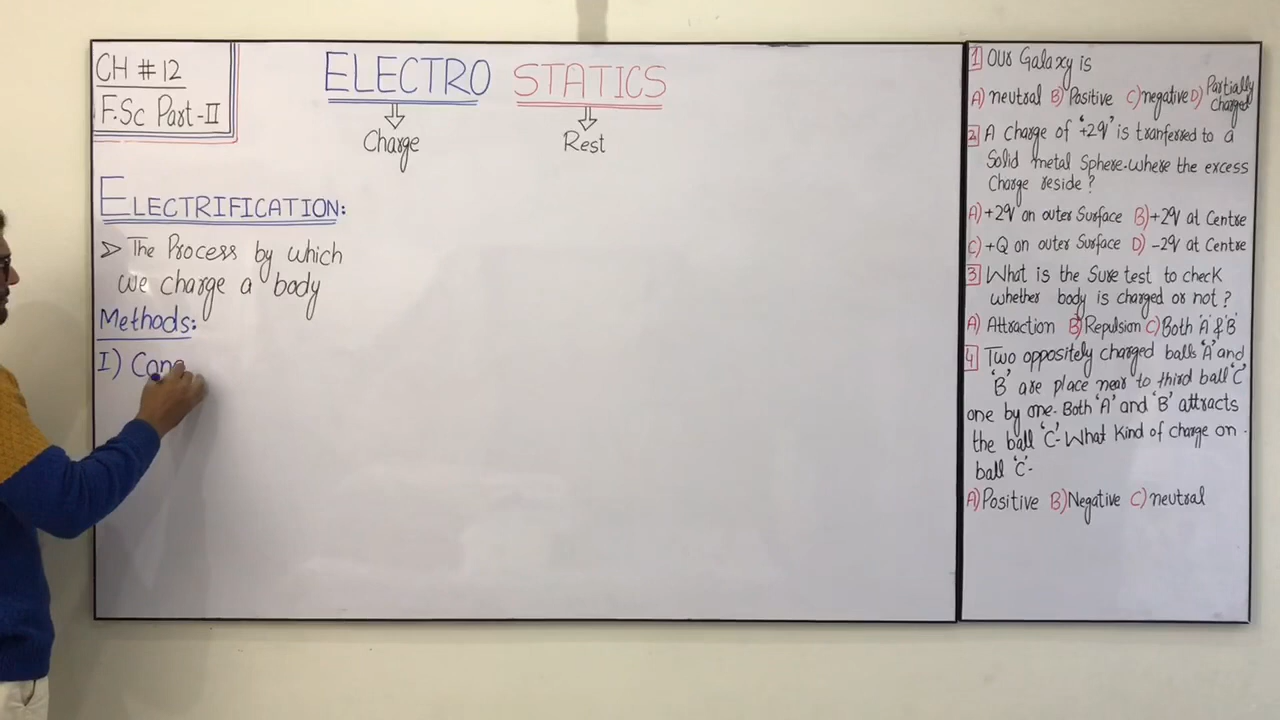 CH # 12
F.Sc Part-II
ELECTRO STATICS
Charge
Rest
ELECTRIFICATION:
➢ The Process by which
we charge a body
Methods:
I) Con
1 Our Galaxy is
A) neutral B) Positive C) negative D) Partially charged
2 A Charge of '+2q' is tranferred to a
Solid metal Sphere. Where the excess
Charge reside?
A) +2q on outer Surface B) +2q at Centre
C) +Q on outer Surface D) -2q at Centre
3 What is the Sure test to check
whether body is charged or not?
A) Attraction B) Repulsion C) Both 'A' & 'B'
4 Two oppositely charged balls 'A' and
'B' are place near to third ball 'C'
one by one. Both 'A' and 'B' attracts
the ball 'C'. What Kind of charge on
ball 'C'.
A) Positive B) Negative C) neutral